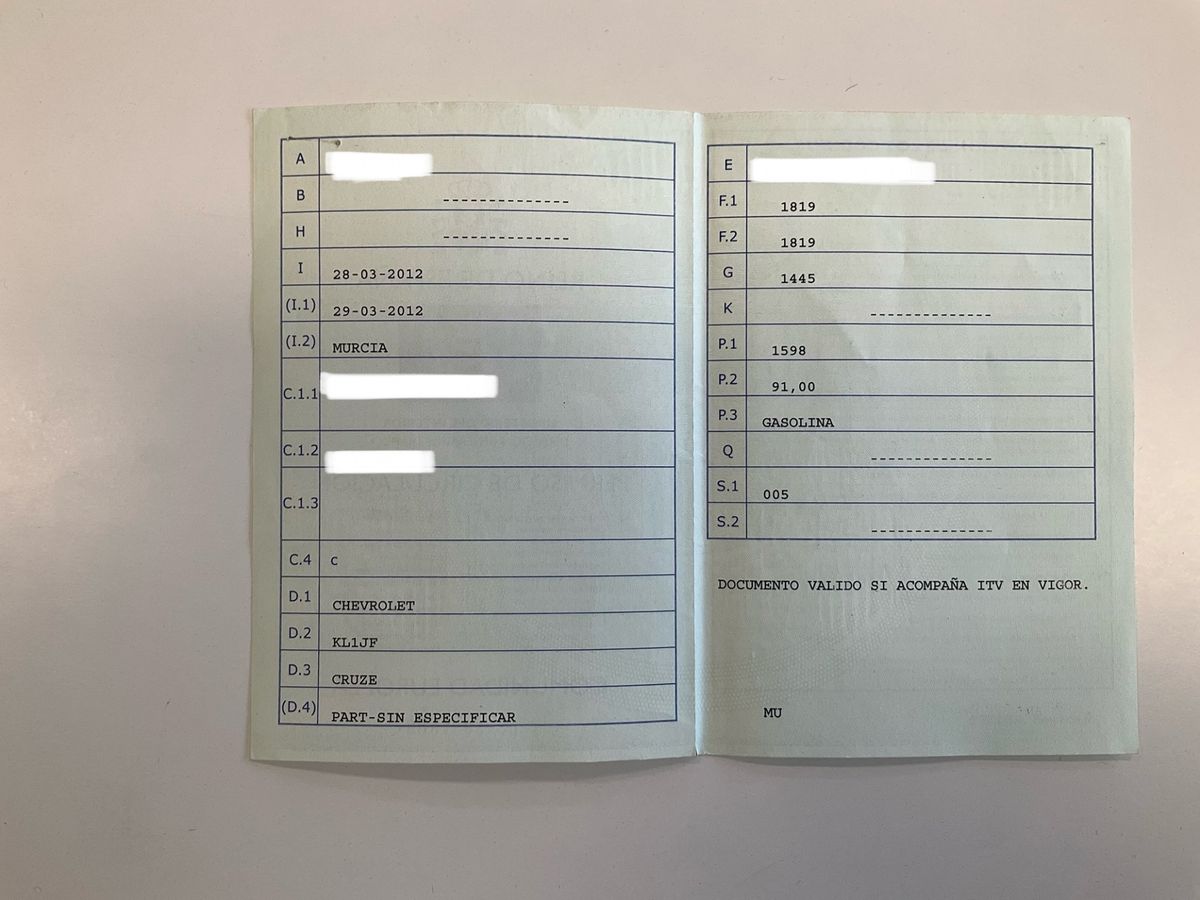 A
B --------------
H --------------
I 28-03-2012
(I.1) 29-03-2012
(I.2) MURCIA
C.1.1
C.1.2
C.1.3
C.4 C
D.1 CHEVROLET
D.2 KL1JF
D.3 CRUZE
(D.4) PART-SIN ESPECIFICAR
E
F.1 1819
F.2 1819
G 1445
K --------------
P.1 1598
P.2 91,00
P.3 GASOLINA
Q --------------
S.1 005
S.2 --------------
DOCUMENTO VALIDO SI ACOMPAÑA ITV EN VIGOR.
MU